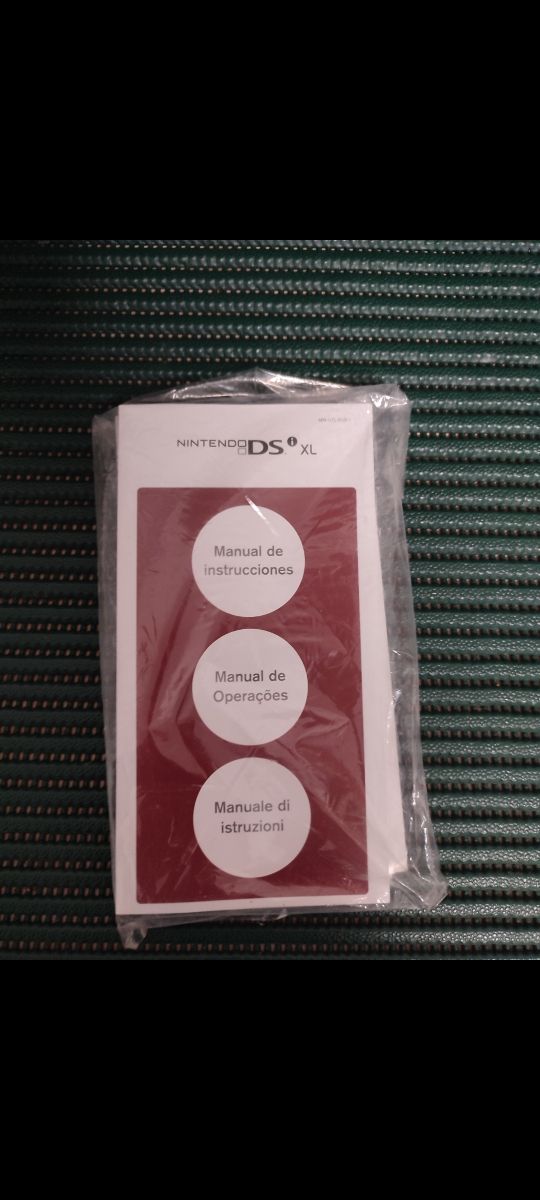 NINTENDO DSi XL
Manual de
instrucciones
Manual de
Operações
Manuale di
istruzioni